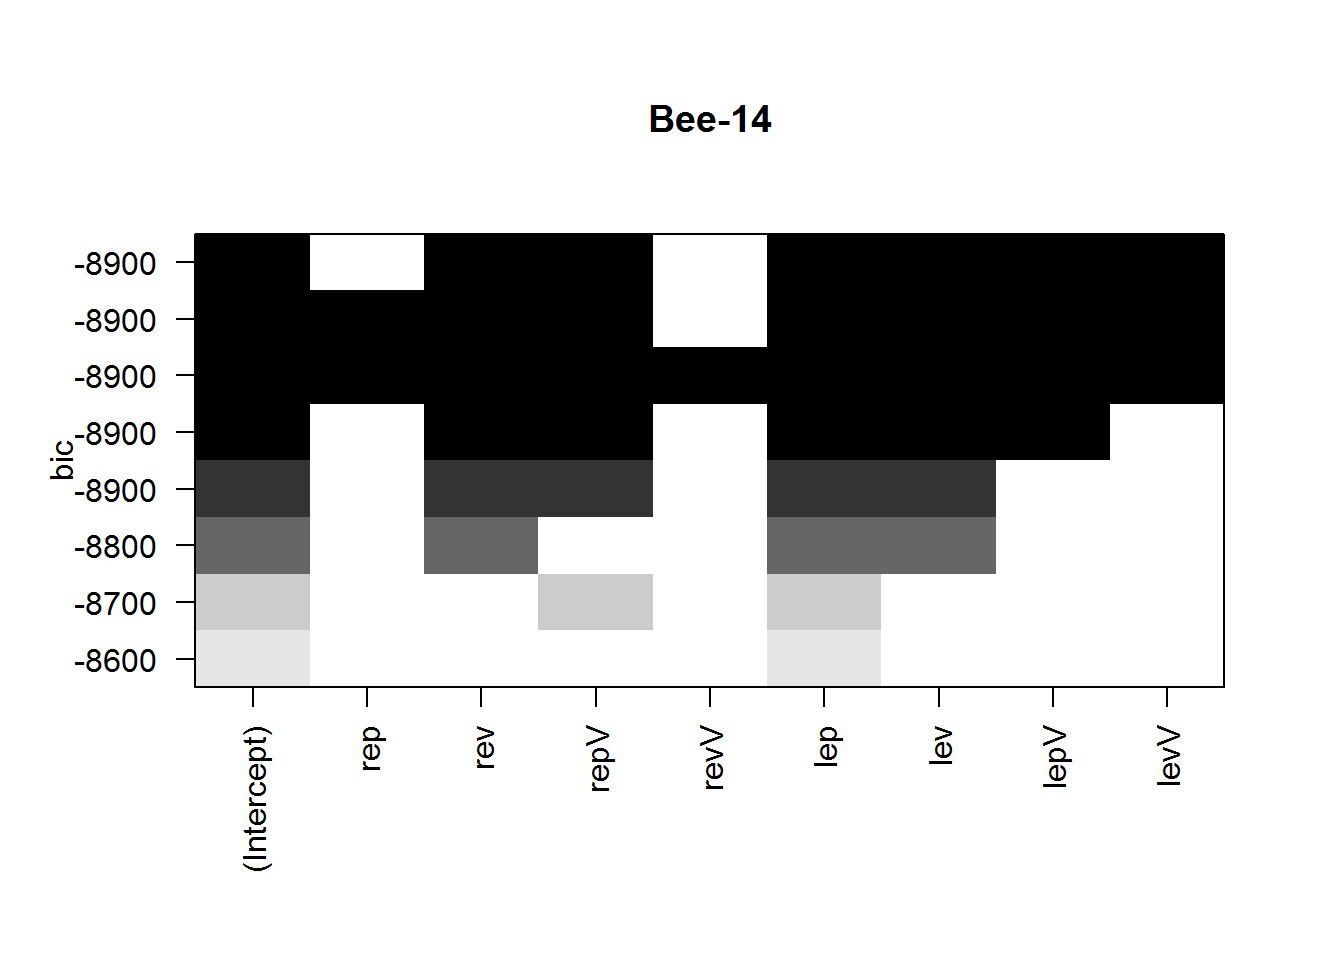 Bee-14
bic
-8900
-8900
-8900
-8900
-8900
-8800
-8700
-8600
(Intercept)
rep
rev
repV
revV
lep
lev
lepV
levV